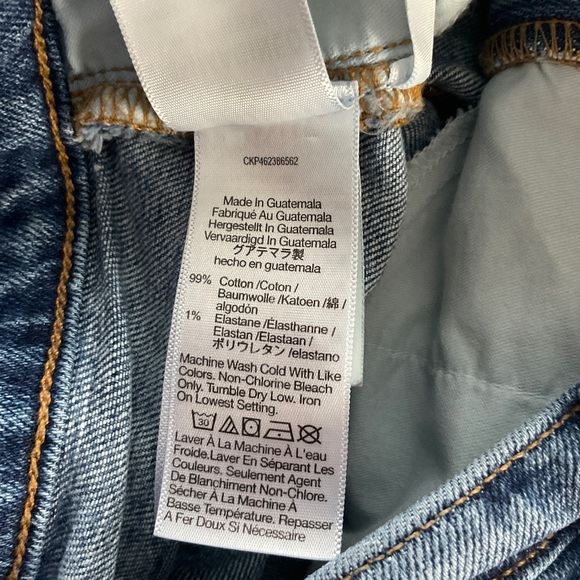 CKP462386562
Made In Guatemala
Fabriqué Au Guatemala
Hergestellt In Guatemala
Vervaardigd In Guatemala
グアテマラ製
hecho en guatemala
99% Cotton /Coton /
Baumwolle /Katoen /綿 /
algodón
1% Elastane /Élasthanne /
Elastan /Elastaan /
ポリウレタン /elastano
Machine Wash Cold With Like
Colors. Non-Chlorine Bleach
Only. Tumble Dry Low. Iron
On Lowest Setting.
30
Laver À La Machine À L'eau
Froide.Laver En Séparant Les
Couleurs. Seulement Agent
De Blanchiment Non-Chlore.
Sécher À La Machine À
Basse Température. Repasser
A Fer Doux Si Nécessaire